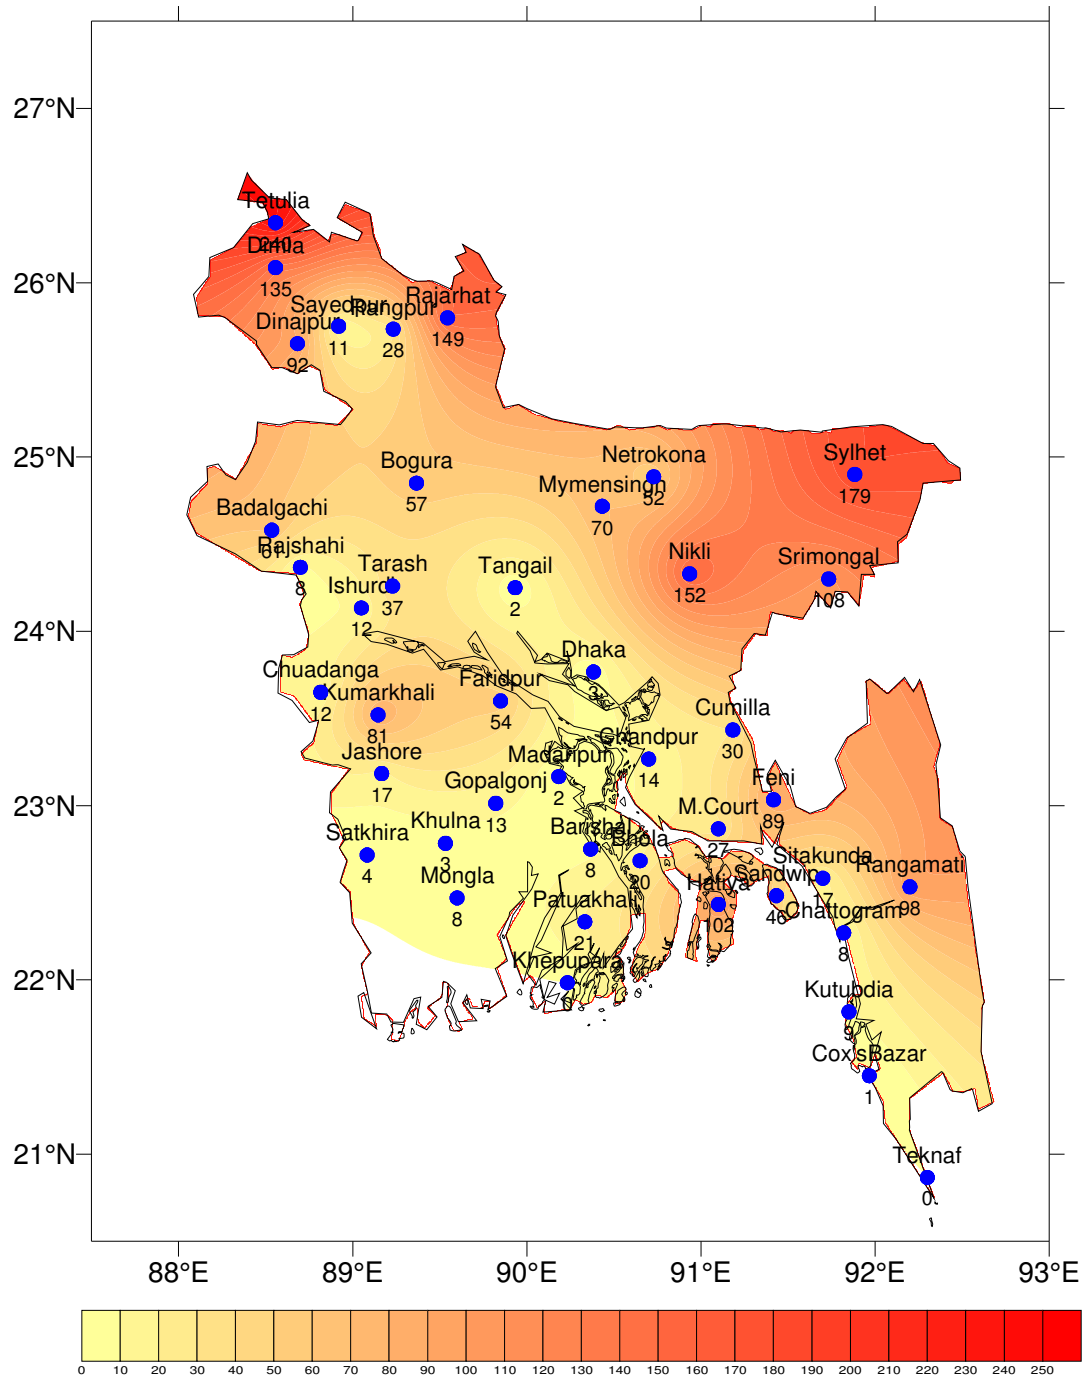 27°N
26°N
25°N
24°N
23°N
22°N
21°N
Tetulia
240
Dimla
135
Sayedpur
11
Rangpur
28
Rajarhat
149
Dinajpur
92
Bogura
57
Netrokona
52
Mymensingh
70
Sylhet
179
Badalgachi
61
Rajshahi
8
Ishurdi
12
Tarash
37
Tangail
2
Nikli
152
Srimongal
108
Dhaka
3
Chuadanga
12
Kumarkhali
81
Faridpur
54
Cumilla
30
Jashore
17
Madaripur
2
Chandpur
14
Gopalgonj
13
Feni
89
M.Court
27
Khulna
3
Satkhira
4
Barishal
8
Bhola
20
Mongla
8
Hatiya
102
Sandwip
46
Sitakunda
17
Rangamati
98
Patuakhali
21
Chattogram
8
Khepupara
0
Kutubdia
9
Cox'sBazar
1
Teknaf
0
88°E 89°E 90°E 91°E 92°E 93°E
0 10 20 30 40 50 60 70 80 90 100 110 120 130 140 150 160 170 180 190 200 210 220 230 240 250